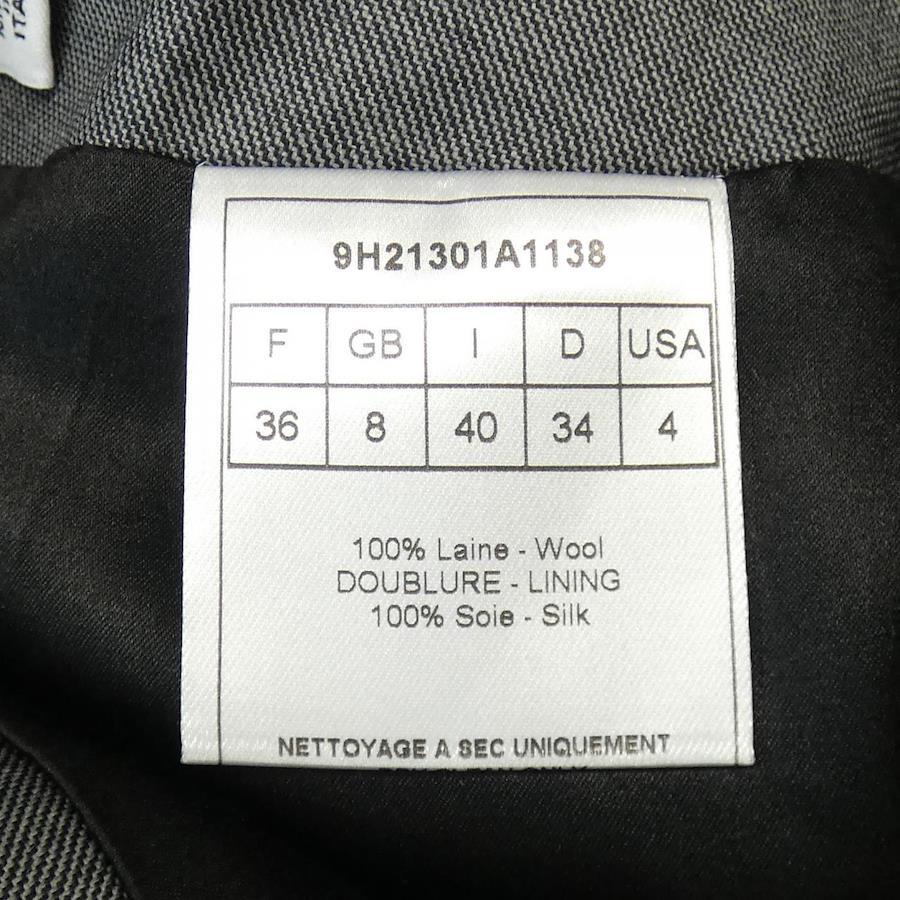 ITA
9H21301A1138
F GB I D USA
36 8 40 34 4
100% Laine - Wool
DOUBLURE - LINING
100% Soie - Silk
NETTOYAGE A SEC UNIQUEMENT